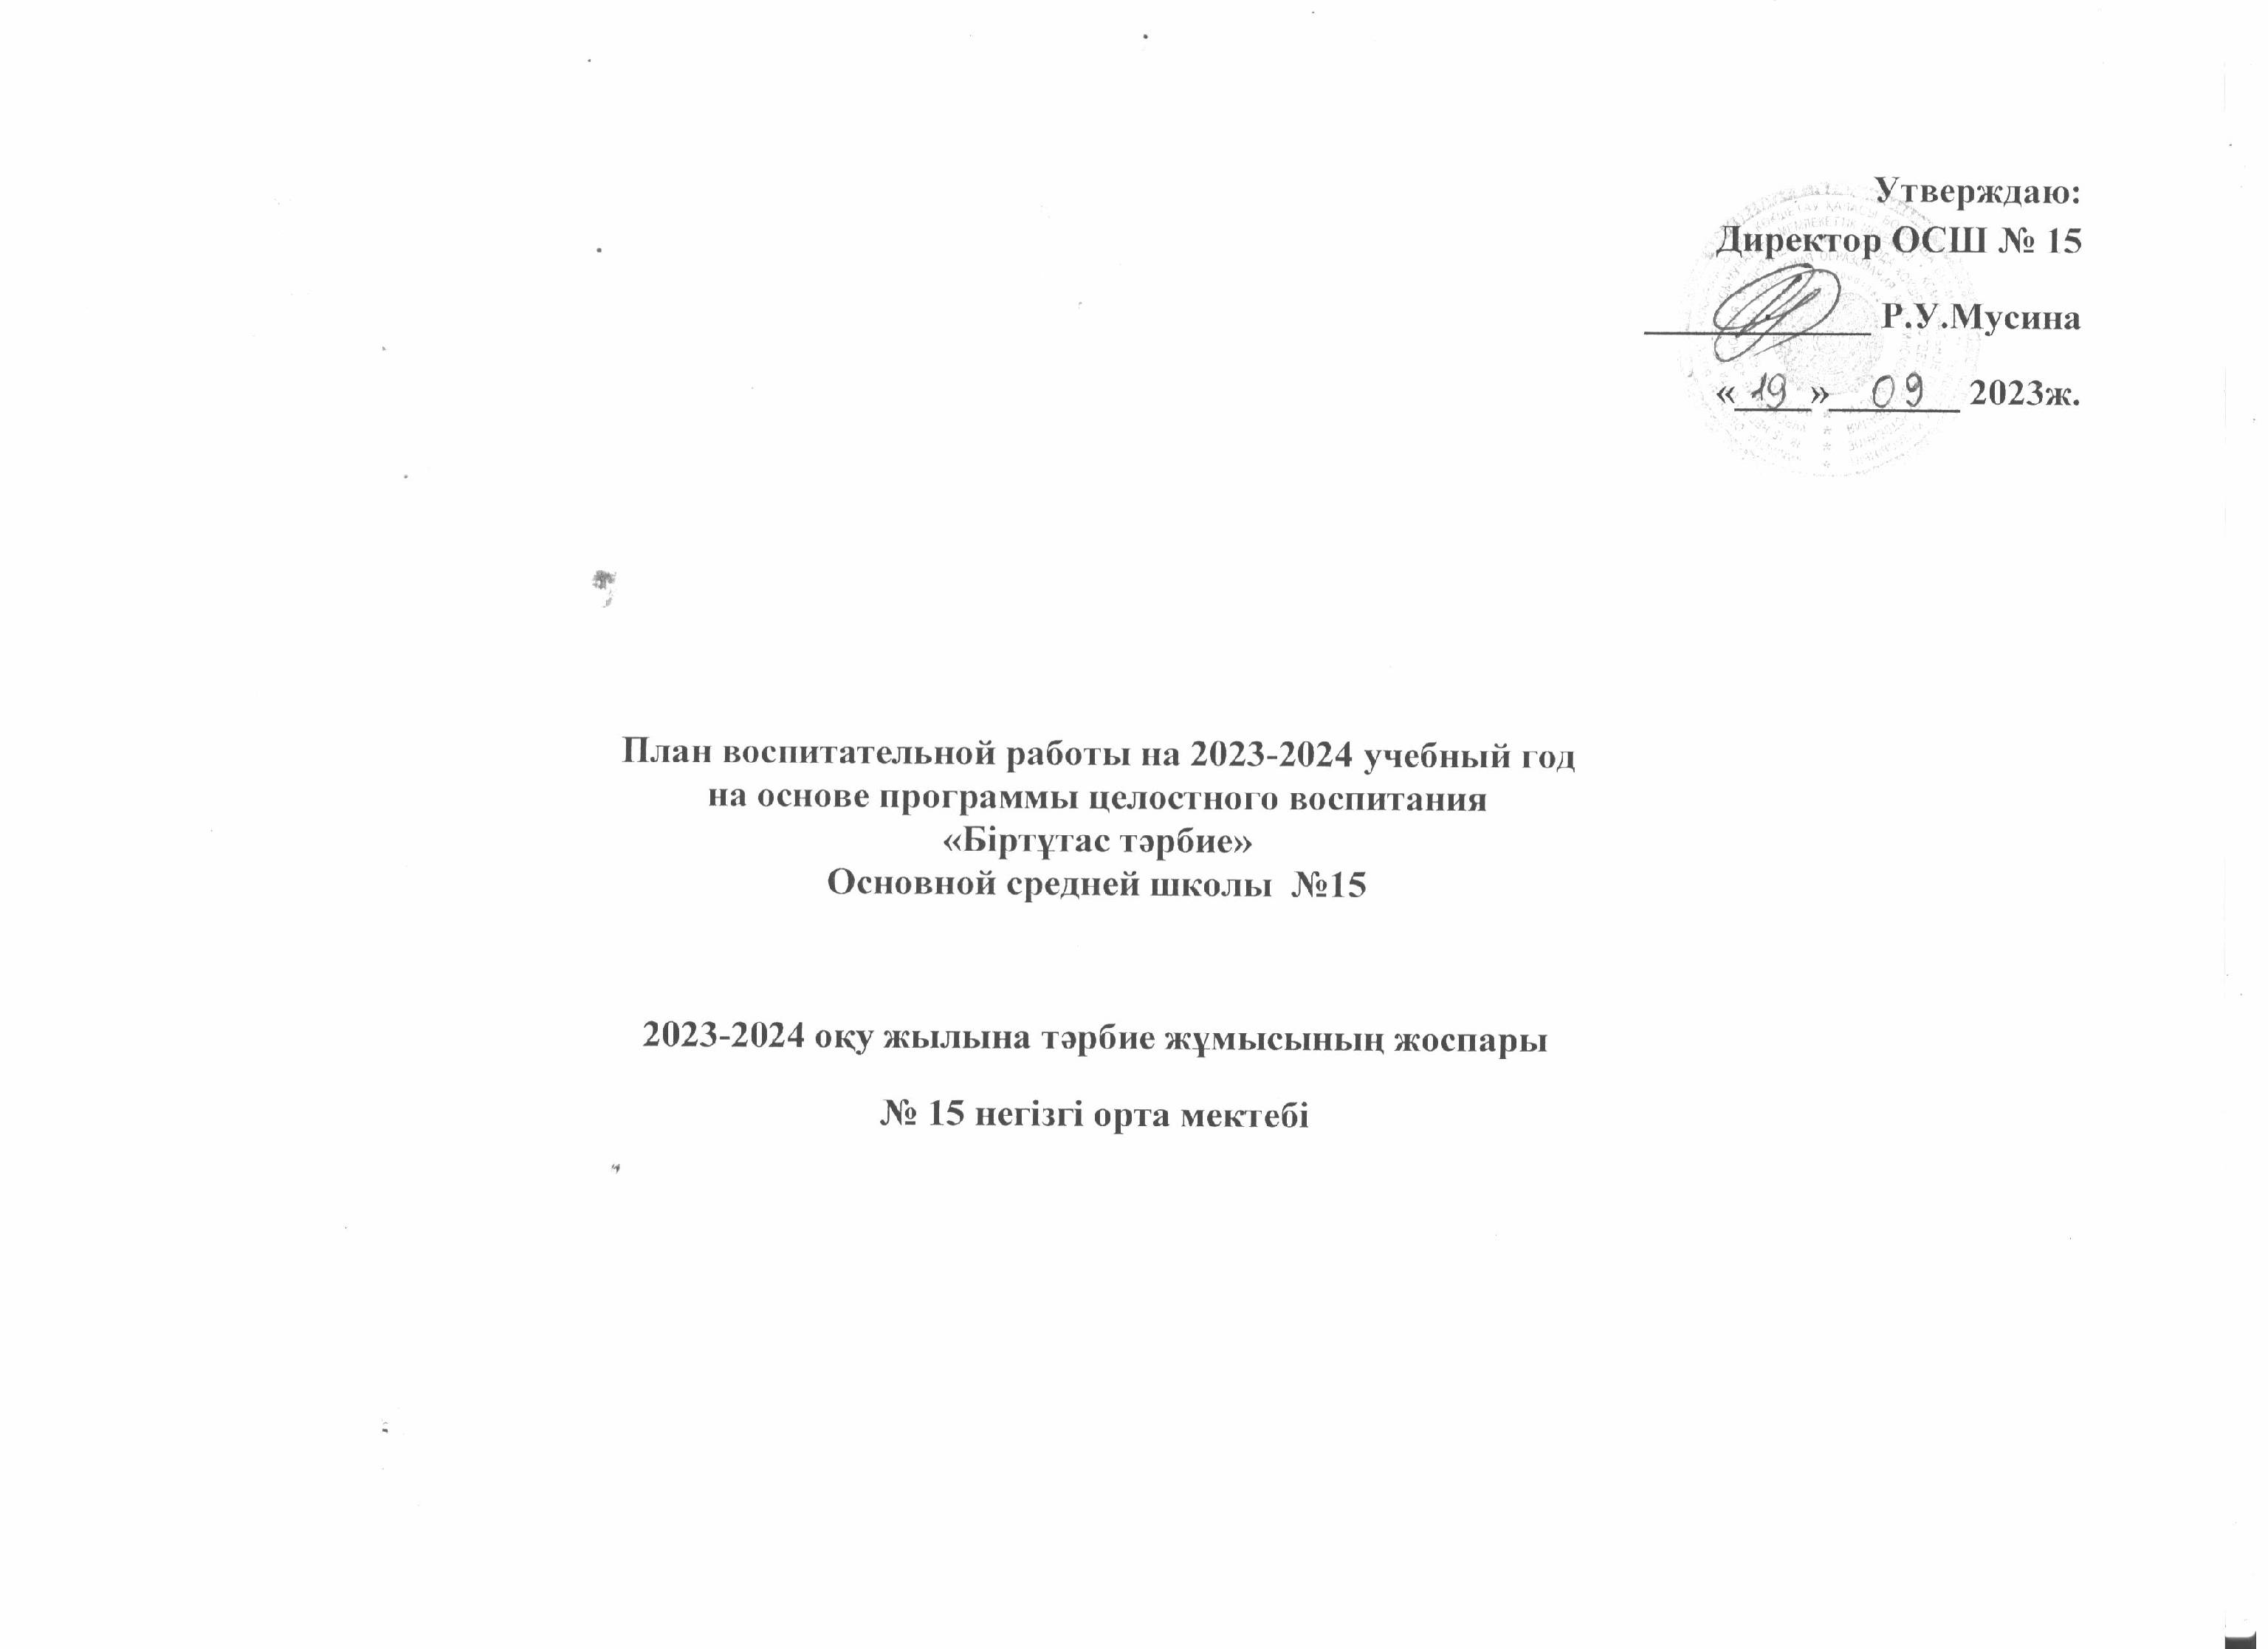 Утверждаю:
Директор ОСШ № 15
Р.У.Мусина
« 19 » 09 2023ж.
План воспитательной работы на 2023-2024 учебный год
на основе программы целостного воспитания
«Біртұтас тәрбие»
Основной средней школы №15
2023-2024 оқу жылына тәрбие жұмысының жоспары
№ 15 негізгі орта мектебі